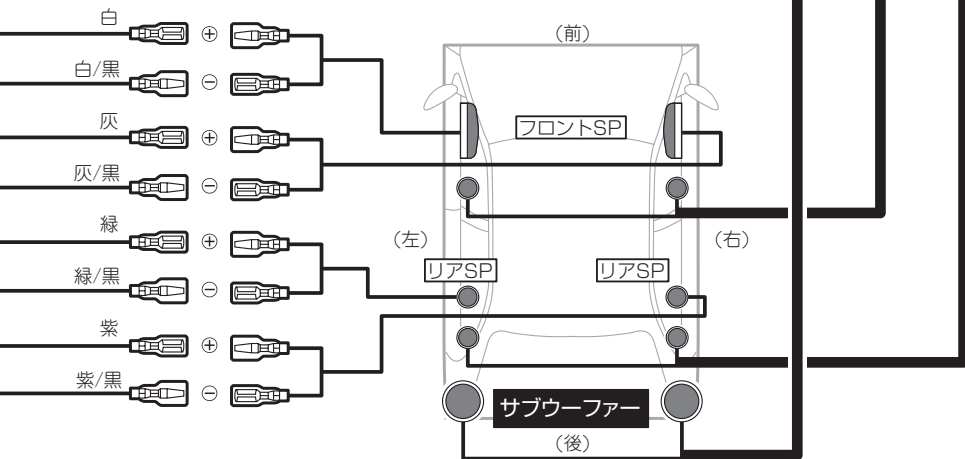 白
⊕
白/黒
⊖
灰
⊕
灰/黒
⊖
緑
⊕
緑/黒
⊖
紫
⊕
紫/黒
⊖
（前）
フロントSP
（左）
（右）
リアSP
リアSP
サブウーファー
（後）